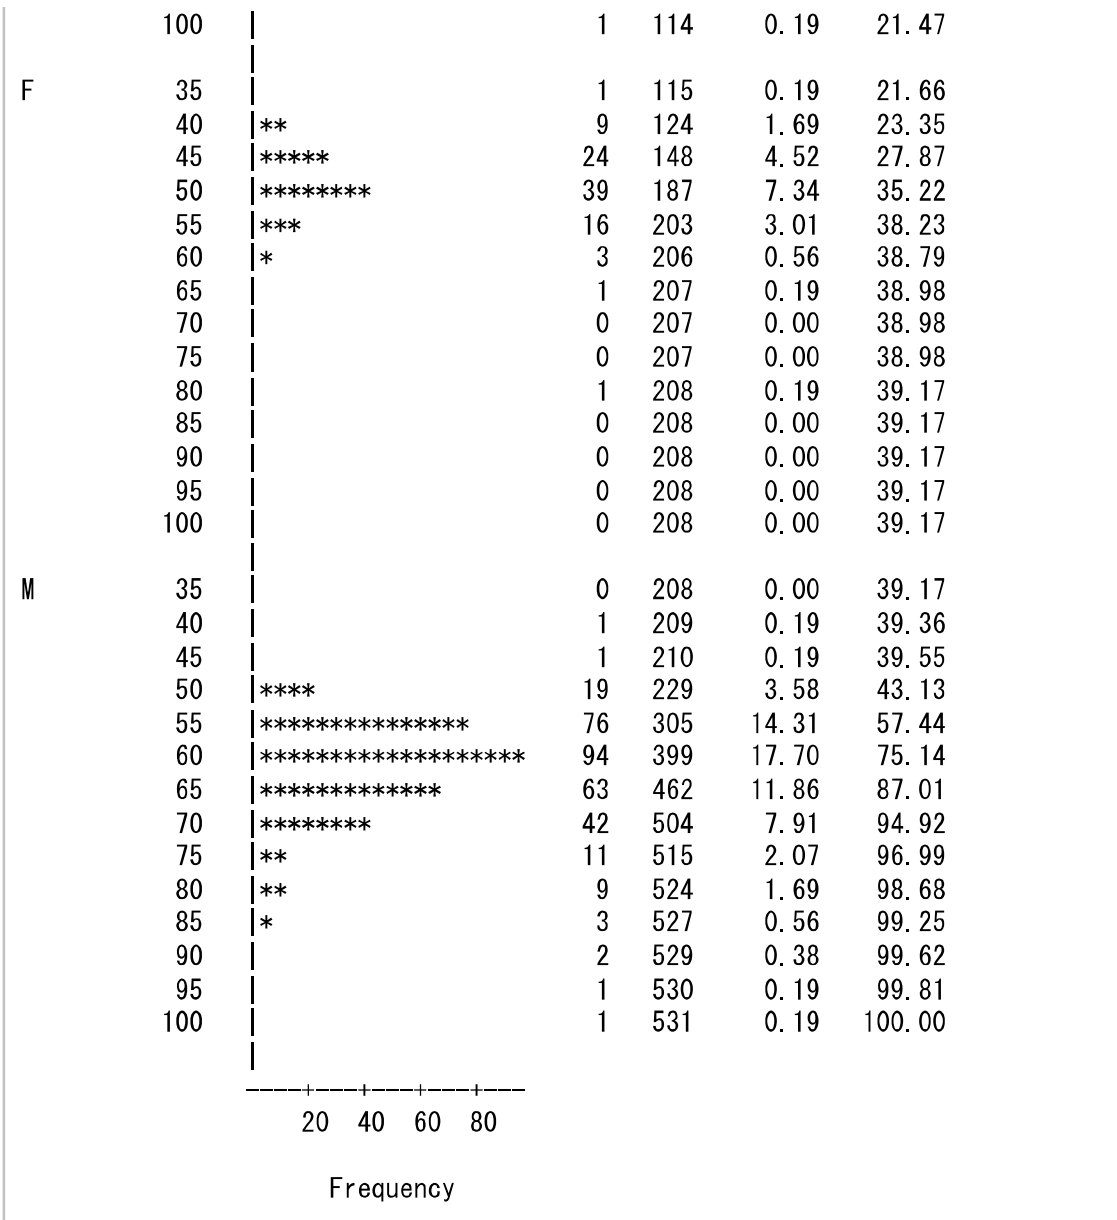 100 | 1 114 0.19 21.47
|
F 35 | 1 115 0.19 21.66
40 |** 9 124 1.69 23.35
45 |***** 24 148 4.52 27.87
50 |******** 39 187 7.34 35.22
55 |*** 16 203 3.01 38.23
60 |* 3 206 0.56 38.79
65 | 1 207 0.19 38.98
70 | 0 207 0.00 38.98
75 | 0 207 0.00 38.98
80 | 1 208 0.19 39.17
85 | 0 208 0.00 39.17
90 | 0 208 0.00 39.17
95 | 0 208 0.00 39.17
100 | 0 208 0.00 39.17
|
M 35 | 0 208 0.00 39.17
40 | 1 209 0.19 39.36
45 | 1 210 0.19 39.55
50 |**** 19 229 3.58 43.13
55 |*************** 76 305 14.31 57.44
60 |******************* 94 399 17.70 75.14
65 |************* 63 462 11.86 87.01
70 |******** 42 504 7.91 94.92
75 |** 11 515 2.07 96.99
80 |** 9 524 1.69 98.68
85 |* 3 527 0.56 99.25
90 | 2 529 0.38 99.62
95 | 1 530 0.19 99.81
100 | 1 531 0.19 100.00
|
----+---+---+---+---
20 40 60 80
Frequency